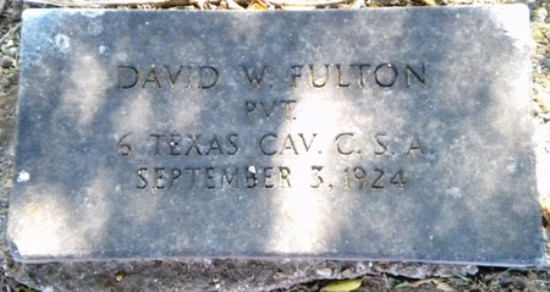 DAVID W. FULTON
PVT.
6 TEXAS CAV. C. S. A.
SEPTEMBER 3, 1924